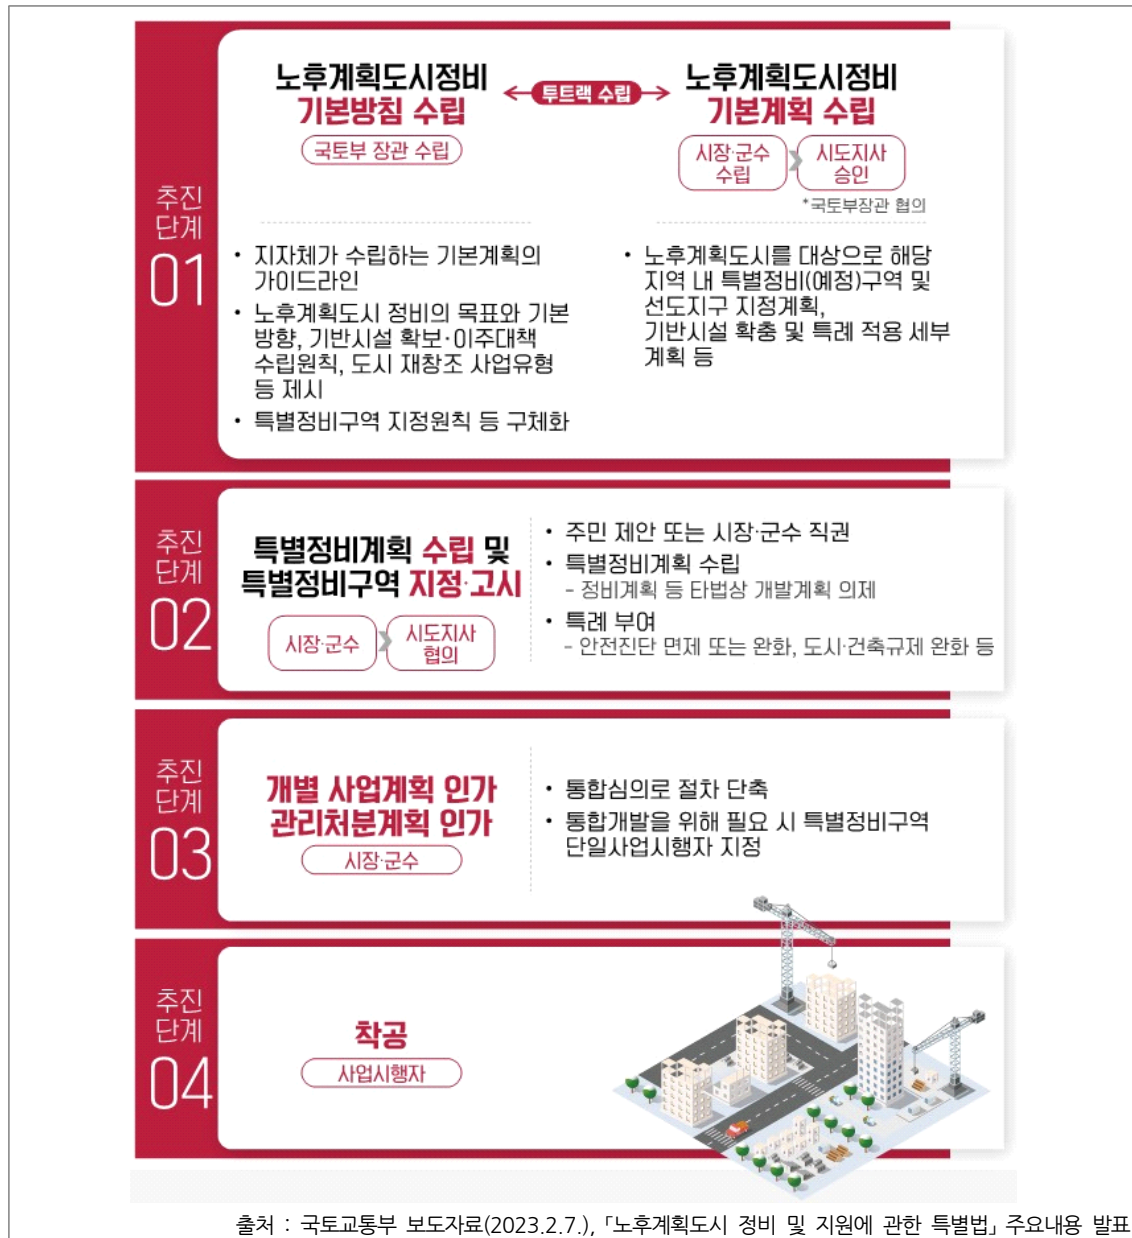 추진
단계
01
노후계획도시정비
기본방침 수립
국토부 장관 수립
투트랙 수립
노후계획도시정비
기본계획 수립
시장·군수
수립
시도지사
승인
*국토부장관 협의
• 지자체가 수립하는 기본계획의
가이드라인
• 노후계획도시 정비의 목표와 기본
방향, 기반시설 확보·이주대책
수립원칙, 도시 재창조 사업유형
등 제시
• 특별정비구역 지정원칙 등 구체화
• 노후계획도시를 대상으로 해당
지역 내 특별정비(예정)구역 및
선도지구 지정계획,
기반시설 확충 및 특례 적용 세부
계획 등
추진
단계
02
특별정비계획 수립 및
특별정비구역 지정·고시
시장·군수
시도지사
협의
• 주민 제안 또는 시장·군수 직권
• 특별정비계획 수립
- 정비계획 등 타법상 개발계획 의제
• 특례 부여
- 안전진단 면제 또는 완화, 도시·건축규제 완화 등
추진
단계
03
개별 사업계획 인가
관리처분계획 인가
시장·군수
• 통합심의로 절차 단축
• 통합개발을 위해 필요 시 특별정비구역
단일사업시행자 지정
추진
단계
04
착공
사업시행자
출처 : 국토교통부 보도자료(2023.2.7.), 「노후계획도시 정비 및 지원에 관한 특별법」 주요내용 발표